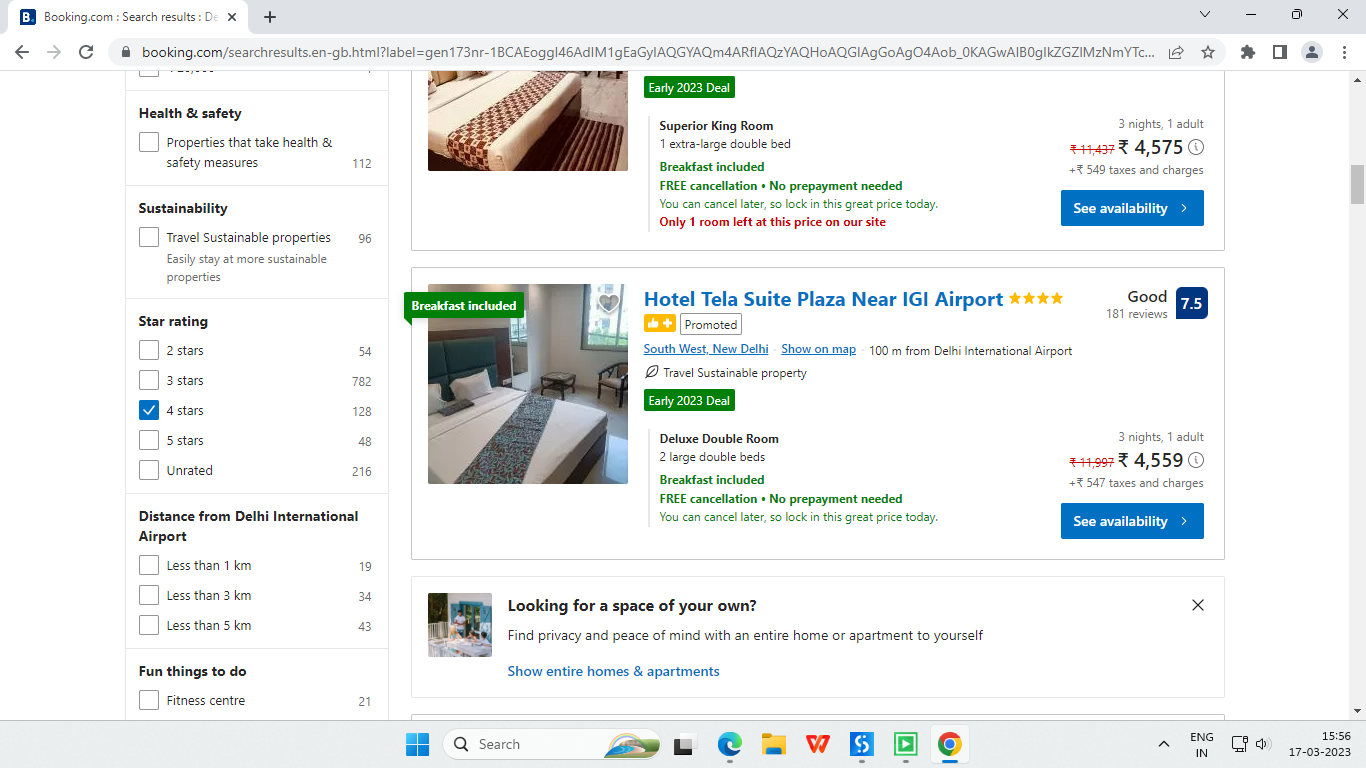 Booking.com : Search results : De
booking.com/searchresults.en-gb.html?label=gen173nr-1BCAEoggI46AdIM1gEaGyIAQGYAQm4ARfIAQzYAQHoAQGIAgGoAgO4Aob_0KAGwAIB0gIkZGZlMzNmYTc...
Health & safety
Properties that take health &
safety measures 112
Sustainability
Travel Sustainable properties 96
Easily stay at more sustainable
properties
Star rating
2 stars 54
3 stars 782
4 stars 128
5 stars 48
Unrated 216
Distance from Delhi International
Airport
Less than 1 km 19
Less than 3 km 34
Less than 5 km 43
Fun things to do
Fitness centre 21
Early 2023 Deal
Superior King Room
1 extra-large double bed
Breakfast included
FREE cancellation • No prepayment needed
You can cancel later, so lock in this great price today.
Only 1 room left at this price on our site
3 nights, 1 adult
₹ 11,437 ₹ 4,575
+₹ 549 taxes and charges
See availability
Breakfast included
Hotel Tela Suite Plaza Near IGI Airport
Promoted
South West, New Delhi Show on map 100 m from Delhi International Airport
Travel Sustainable property
Early 2023 Deal
Good 7.5
181 reviews
Deluxe Double Room
2 large double beds
Breakfast included
FREE cancellation • No prepayment needed
You can cancel later, so lock in this great price today.
3 nights, 1 adult
₹ 11,997 ₹ 4,559
+₹ 547 taxes and charges
See availability
Looking for a space of your own?
Find privacy and peace of mind with an entire home or apartment to yourself
Show entire homes & apartments
Search
ENG
IN
15:56
17-03-2023